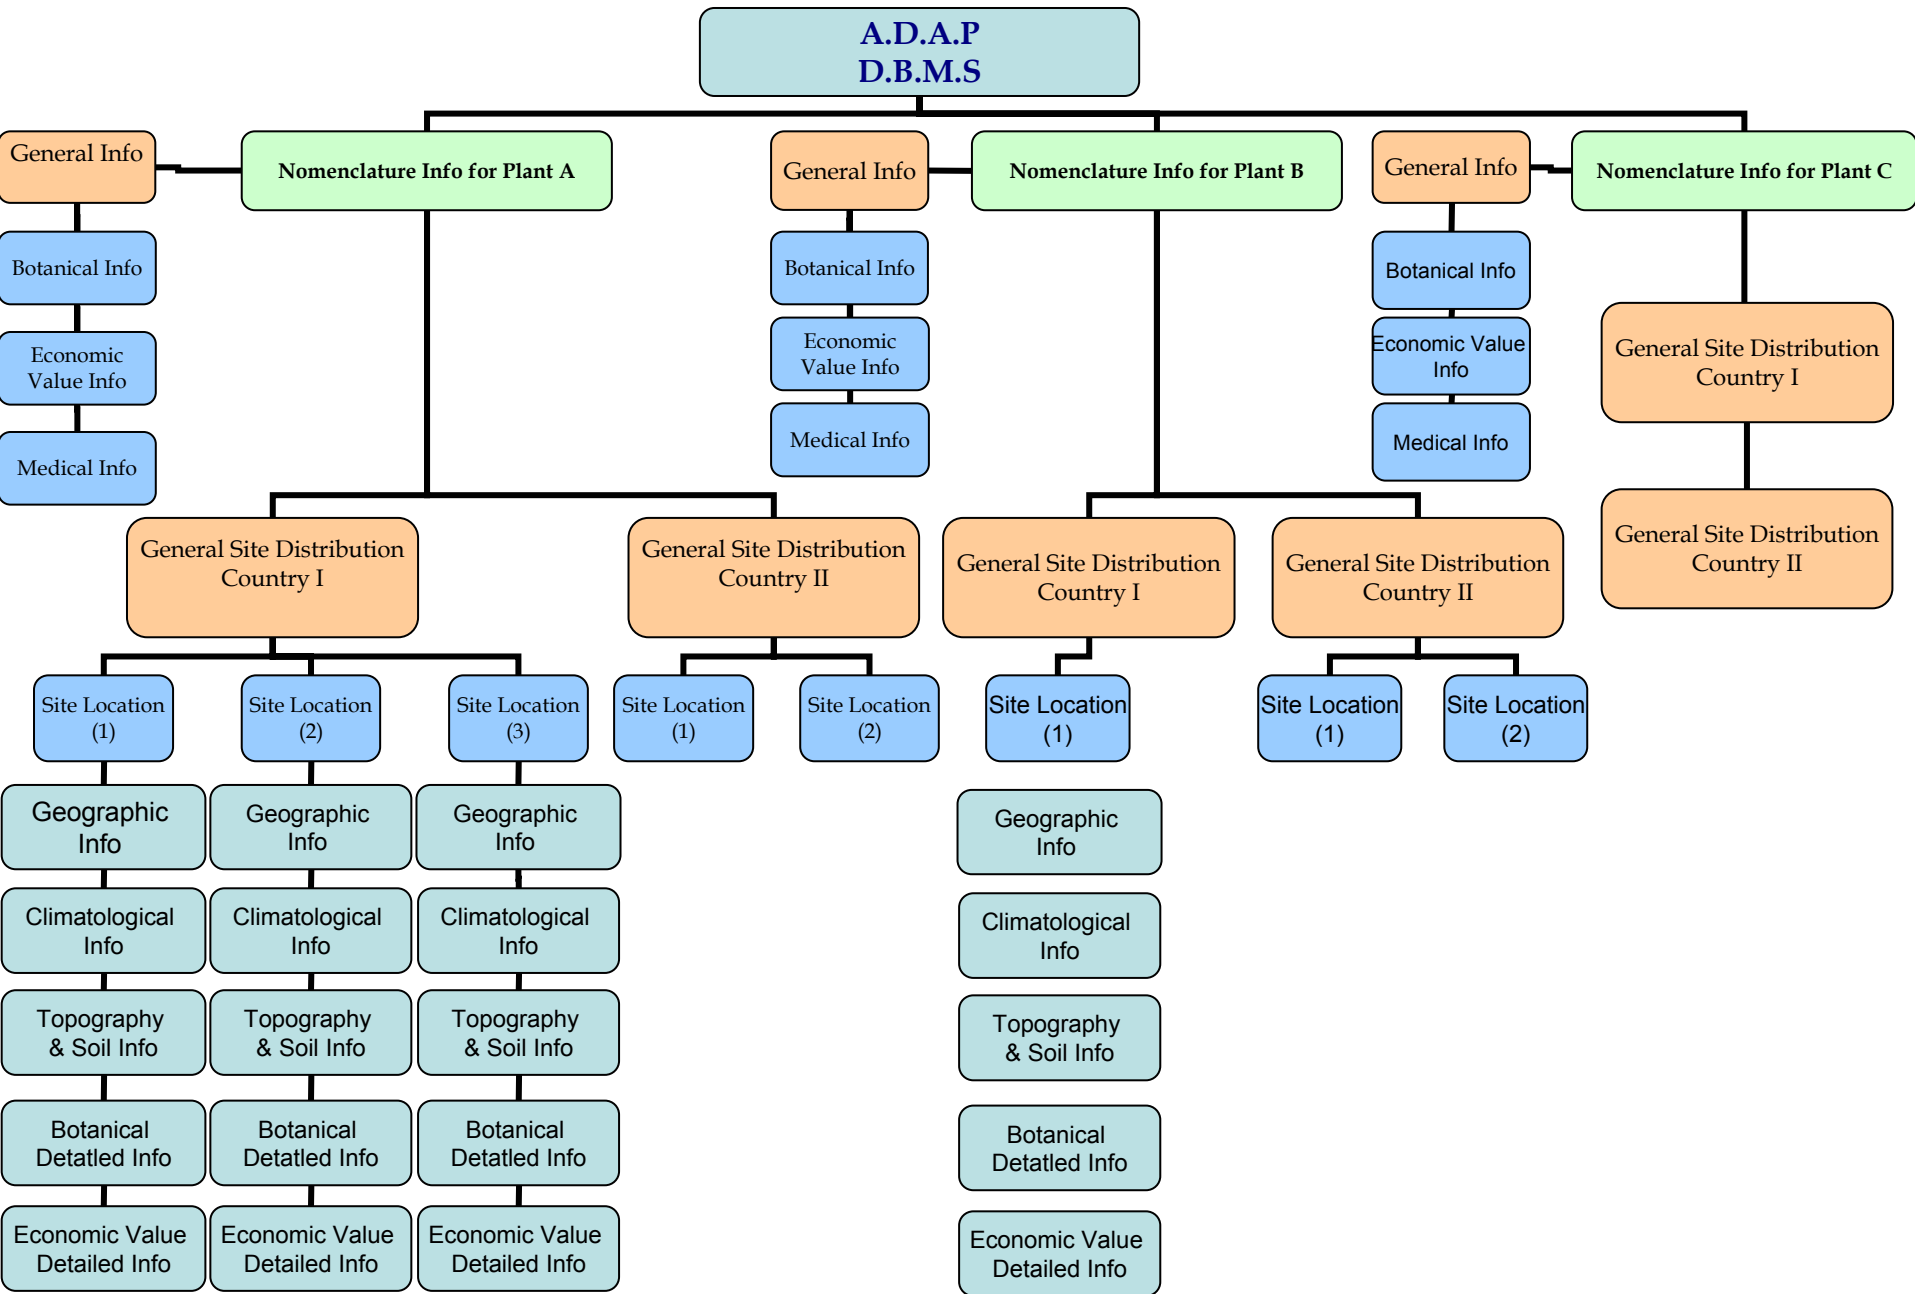 A.D.A.P
D.B.M.S
General Info
Nomenclature Info for Plant A
General Info
Nomenclature Info for Plant B
General Info
Nomenclature Info for Plant C
Botanical Info
Economic
Value Info
Medical Info
Botanical Info
Economic
Value Info
Medical Info
Botanical Info
Economic Value
Info
Medical Info
General Site Distribution
Country I
General Site Distribution
Country II
General Site Distribution
Country I
General Site Distribution
Country II
General Site Distribution
Country I
General Site Distribution
Country II
Site Location
(1)
Site Location
(2)
Site Location
(3)
Site Location
(1)
Site Location
(2)
Site Location
(1)
Site Location
(1)
Site Location
(2)
Geographic
Info
Climatological
Info
Topography
& Soil Info
Botanical
Detatled Info
Economic Value
Detailed Info
Geographic
Info
Climatological
Info
Topography
& Soil Info
Botanical
Detatled Info
Economic Value
Detailed Info
Geographic
Info
Climatological
Info
Topography
& Soil Info
Botanical
Detatled Info
Economic Value
Detailed Info
Geographic
Info
Climatological
Info
Topography
& Soil Info
Botanical
Detatled Info
Economic Value
Detailed Info